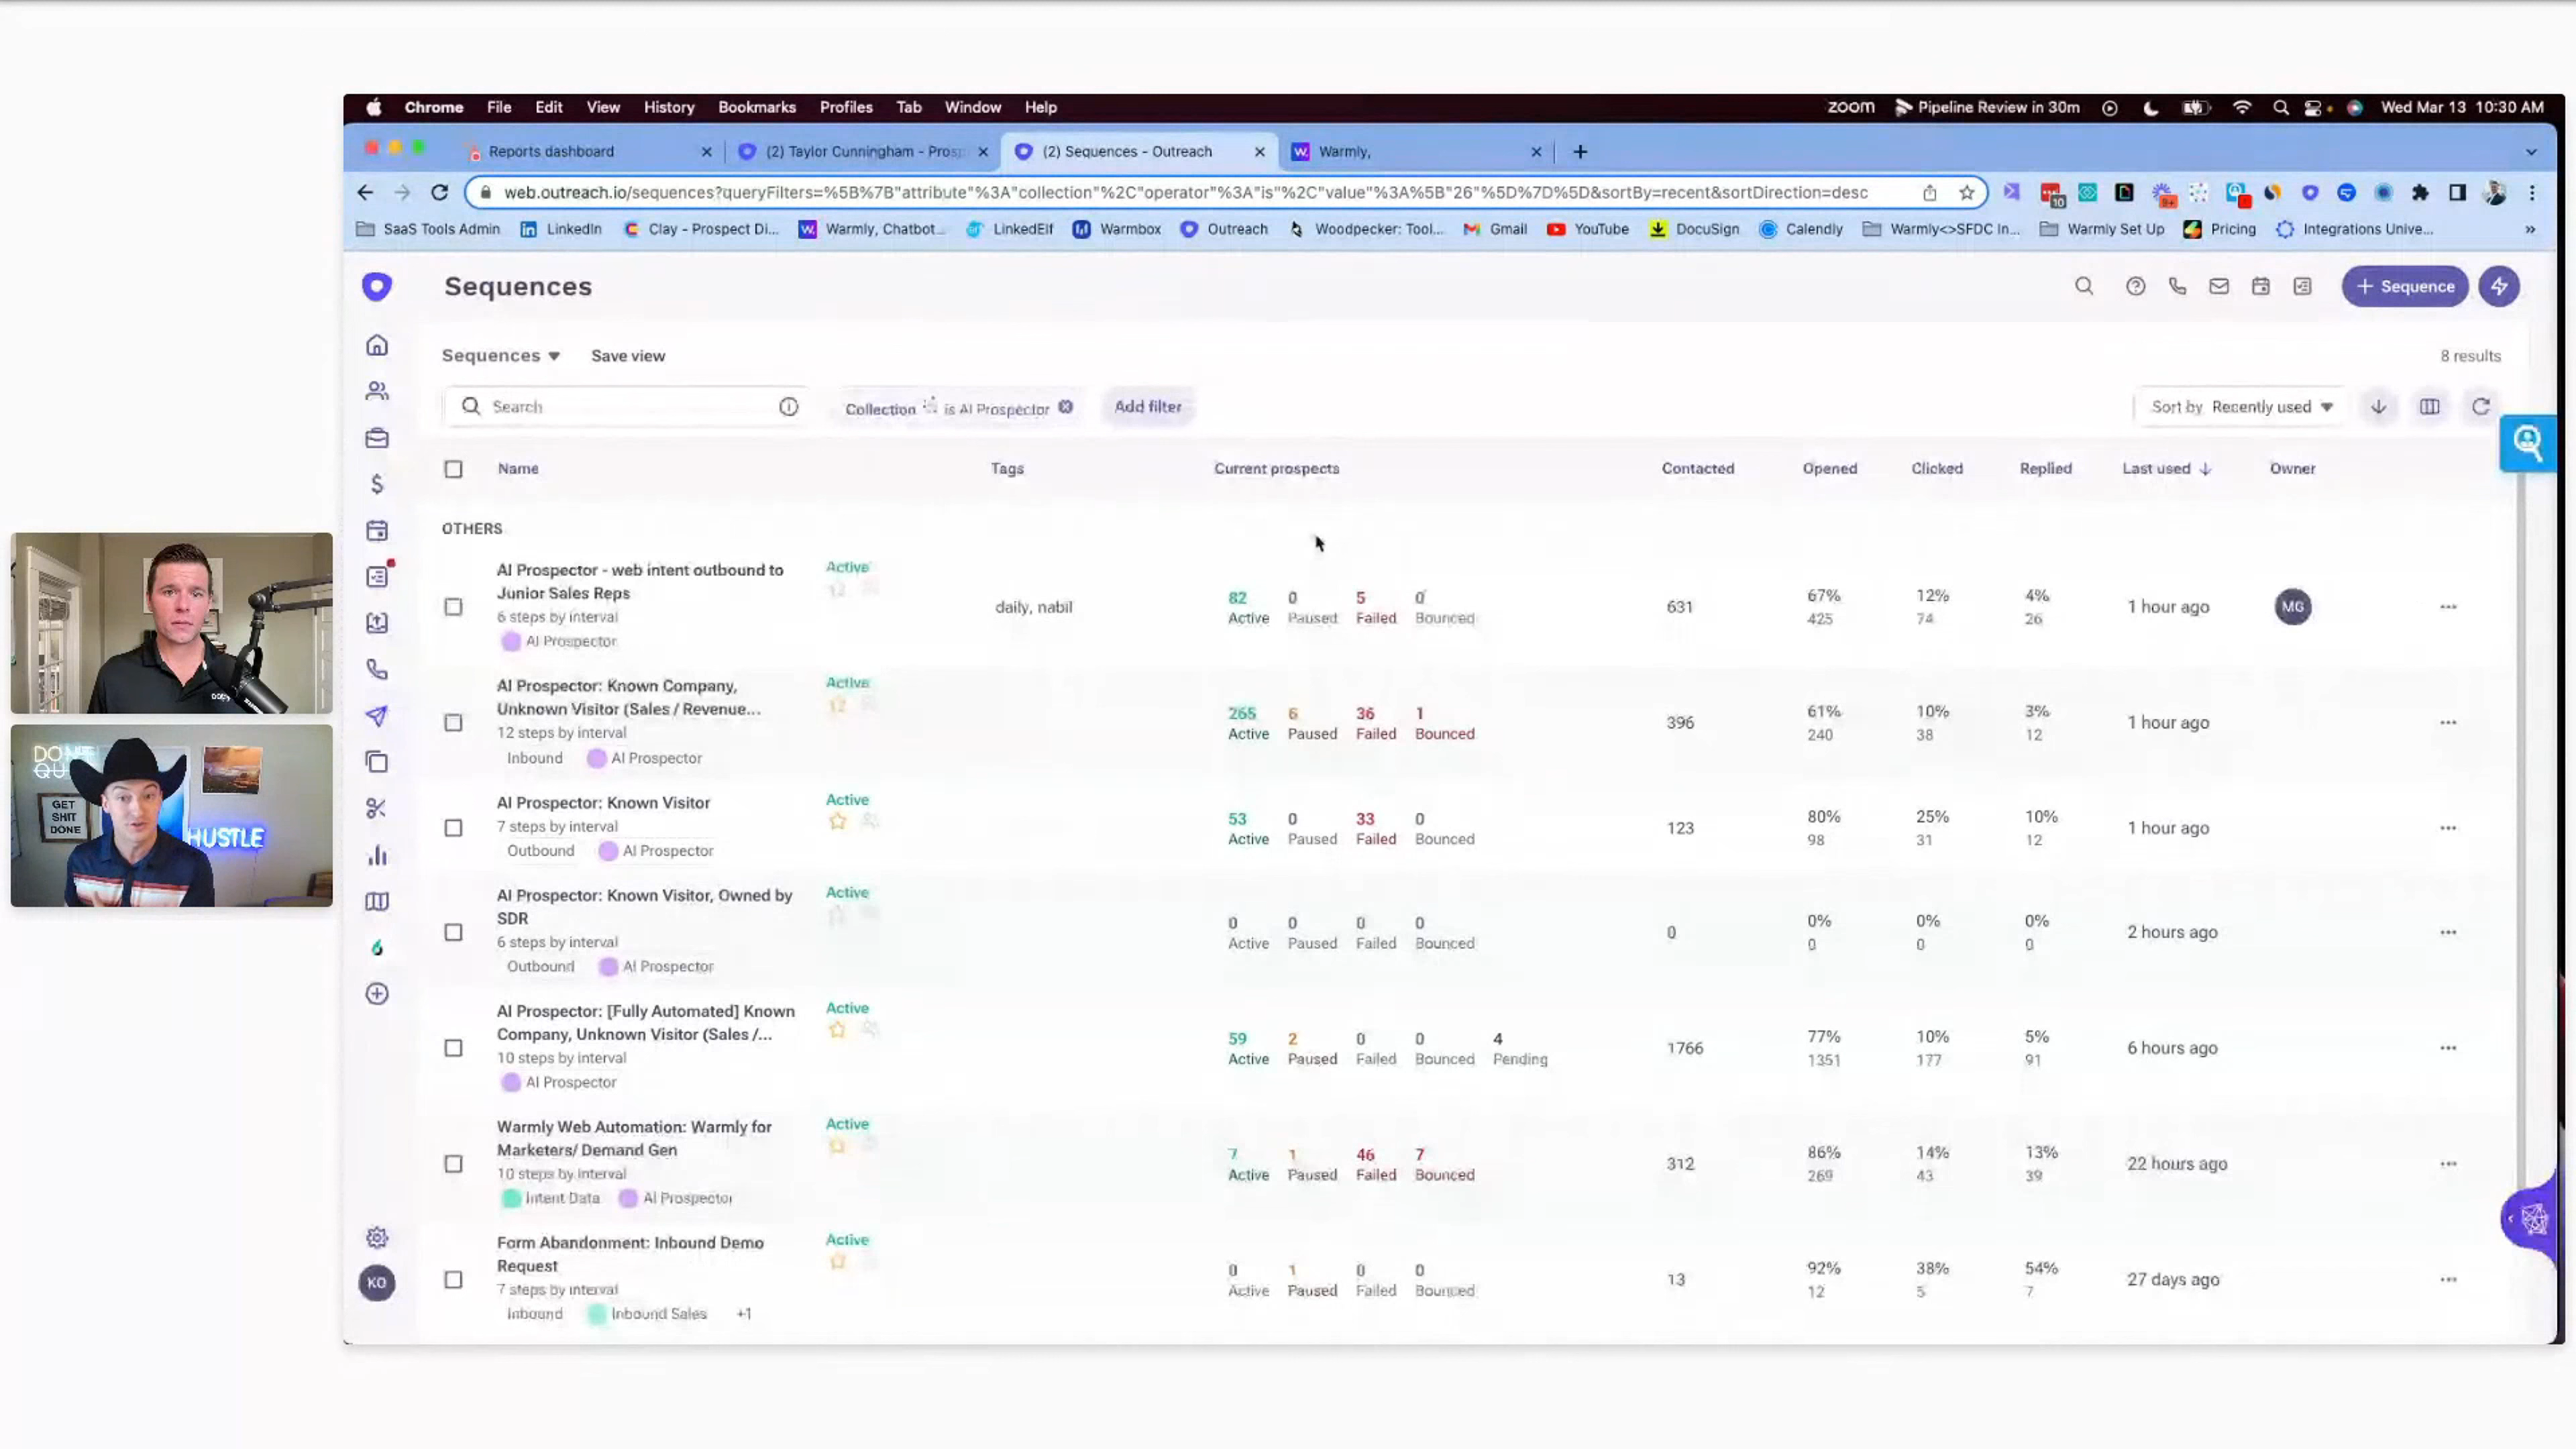 Chrome File Edit View History Bookmarks Profiles Tab Window Help
zoom Pipeline Review in 30m Wed Mar 13 10:30 AM
Reports dashboard (2) Taylor Cunningham - Prosp (2) Sequences - Outreach Warmly,
web.outreach.io/sequences?queryFilters=%5B%7B"attribute"%3A"collection"%2C"operator"%3A"is"%2C"value"%3A%5B"26"%5D%7D%5D&sortBy=recent&sortDirection=desc
10 9+
SaaS Tools Admin LinkedIn Clay - Prospect Di... Warmly, Chatbot... LinkedElf Warmbox Outreach Woodpecker: Tool... Gmail YouTube DocuSign Calendly Warmly<>SFDC In... Warmly Set Up Pricing Integrations Unive... »
Sequences
+ Sequence
Sequences Save view
8 results
Search
Collection is AI Prospector
Add filter
Sort by Recently used
Name Tags Current prospects Contacted Opened Clicked Replied Last used Owner
OTHERS
AI Prospector - web intent outbound to
Junior Sales Reps
6 steps by interval
AI Prospector
Active
daily, nabil
82 0 5 0
Active Paused Failed Bounced
631
67% 12% 4%
425 74 26
1 hour ago
MG
AI Prospector: Known Company,
Unknown Visitor (Sales / Revenue...
12 steps by interval
Inbound AI Prospector
Active
265 6 36 1
Active Paused Failed Bounced
396
61% 10% 3%
240 38 12
1 hour ago
AI Prospector: Known Visitor
7 steps by interval
Outbound AI Prospector
Active
53 0 33 0
Active Paused Failed Bounced
123
80% 25% 10%
98 31 12
1 hour ago
AI Prospector: Known Visitor, Owned by
SDR
6 steps by interval
Outbound AI Prospector
Active
0 0 0 0
Active Paused Failed Bounced
0
0% 0% 0%
0 0 0
2 hours ago
AI Prospector: [Fully Automated] Known
Company, Unknown Visitor (Sales /...
10 steps by interval
AI Prospector
Active
59 2 0 0 4
Active Paused Failed Bounced Pending
1766
77% 10% 5%
1351 177 91
6 hours ago
Warmly Web Automation: Warmly for
Marketers/ Demand Gen
10 steps by interval
Intent Data AI Prospector
Active
7 1 46 7
Active Paused Failed Bounced
312
86% 14% 13%
269 43 39
22 hours ago
Form Abandonment: Inbound Demo
Request
7 steps by interval
Inbound Inbound Sales +1
Active
0 1 0 0
Active Paused Failed Bounced
13
92% 38% 54%
12 5 7
27 days ago
KO
GET
SHIT
DONE
HUSTLE